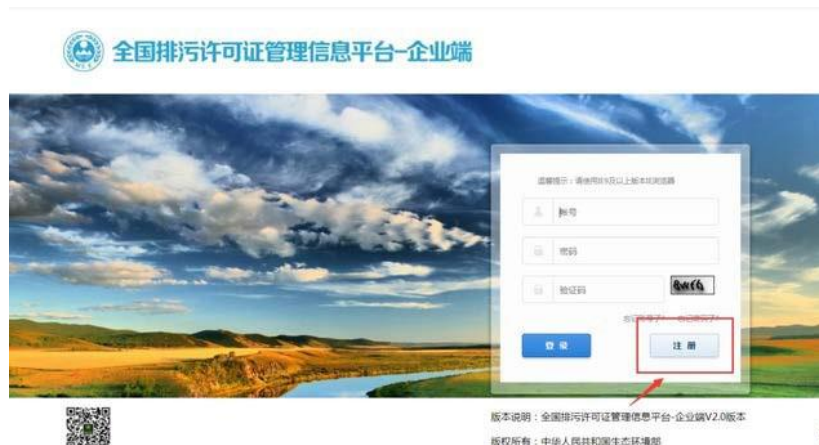 全国排污许可证管理信息平台-企业端
温馨提示：请使用IE9及以上版本IE浏览器
帐号
密码
验证码
登 录
注 册
版本说明：全国排污许可证管理信息平台-企业端V2.0版本
版权所有：中华人民共和国生态环境部